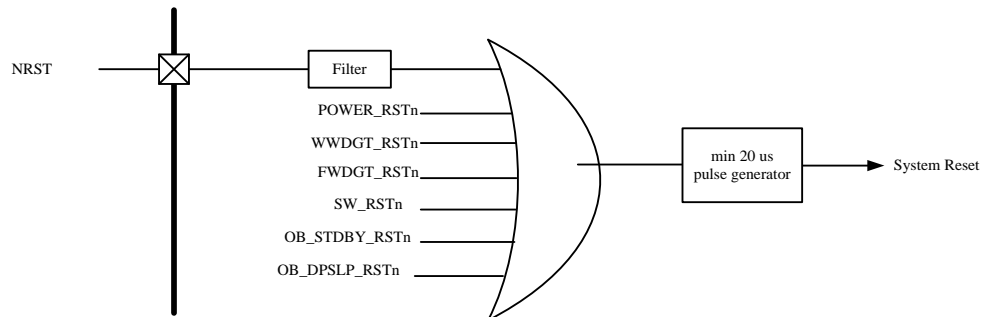 NRST
Filter
POWER_RSTn
WWDGT_RSTn
FWDGT_RSTn
SW_RSTn
OB_STDBY_RSTn
OB_DPSLP_RSTn
min 20 us
pulse generator
System Reset